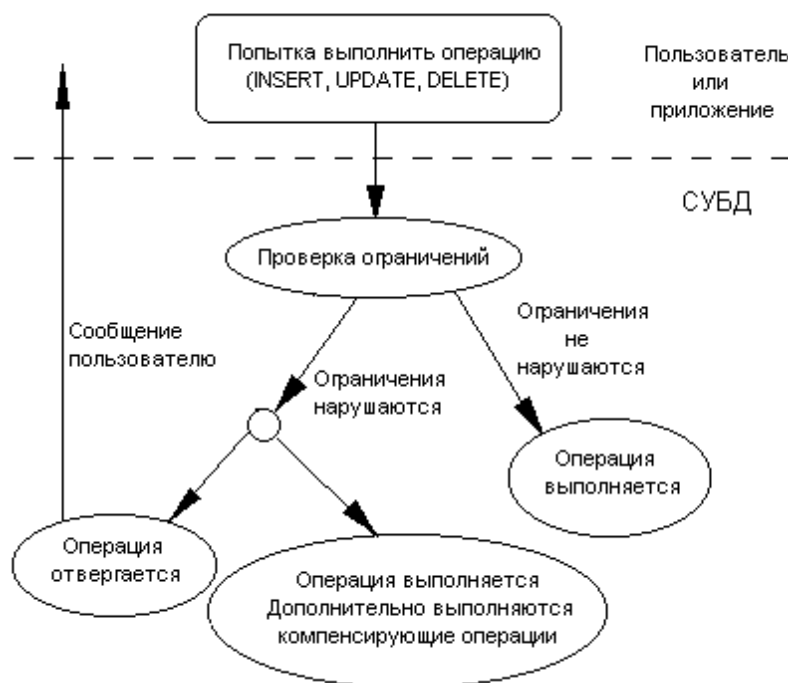 Попытка выполнить операцию
(INSERT, UPDATE, DELETE)
Пользователь
или
приложение
СУБД
Проверка ограничений
Сообщение
пользователю
Ограничения
нарушаются
Ограничения
не
нарушаются
Операция
выполняется
Операция
отвергается
Операция выполняется
Дополнительно выполняются
компенсирующие операции